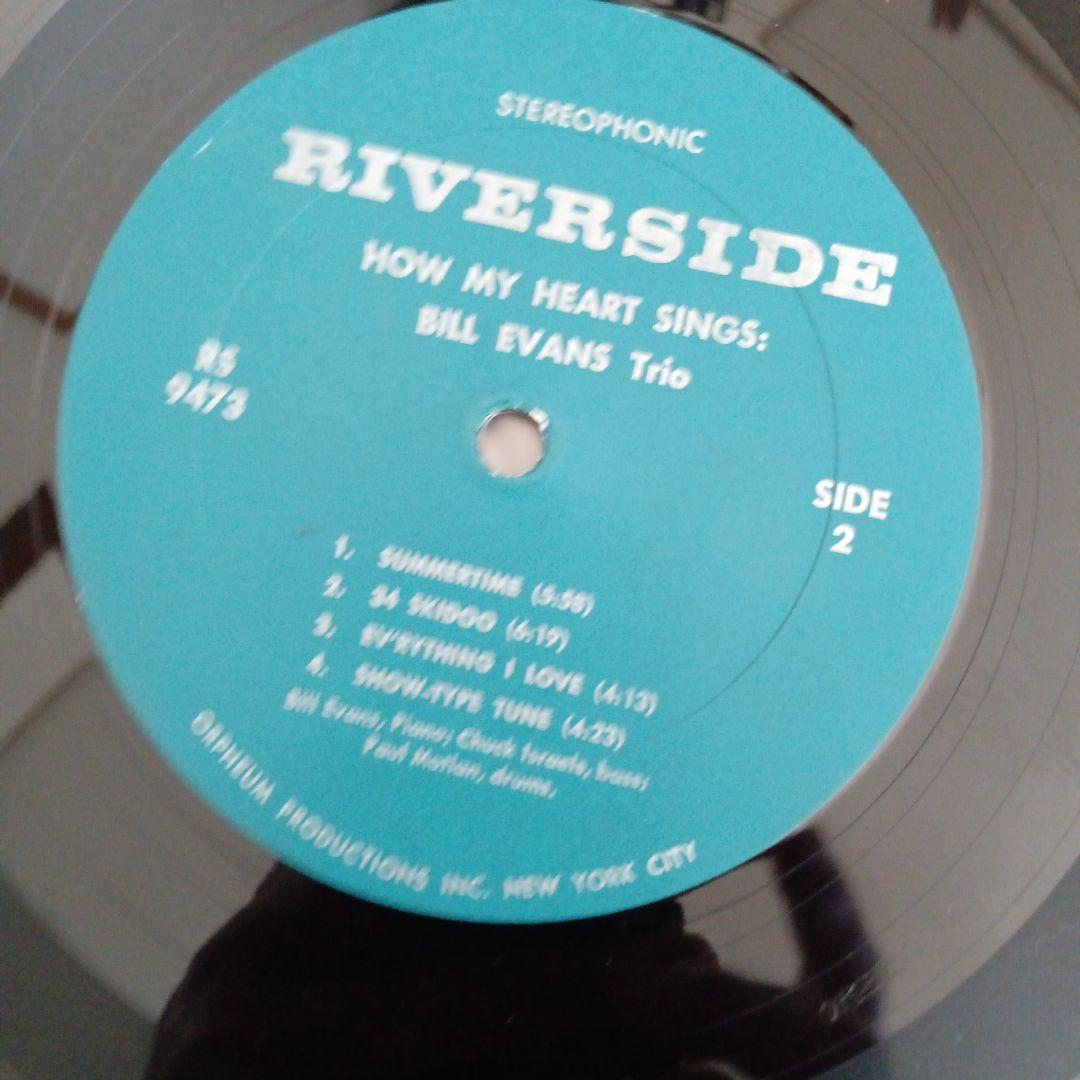 STEREOPHONIC
RIVERSIDE
HOW MY HEART SINGS:
BILL EVANS Trio
RS
9473
SIDE
2
1. SUMMERTIME (5:58)
2. 34 SKIDOO (6:19)
3. EV'RYTHING I LOVE (4:13)
4. SHOW-TYPE TUNE (4:23)
Bill Evans, Piano; Chuck Israels, bass;
Paul Motian, drums.
ORPHEUM PRODUCTIONS INC. NEW YORK CITY